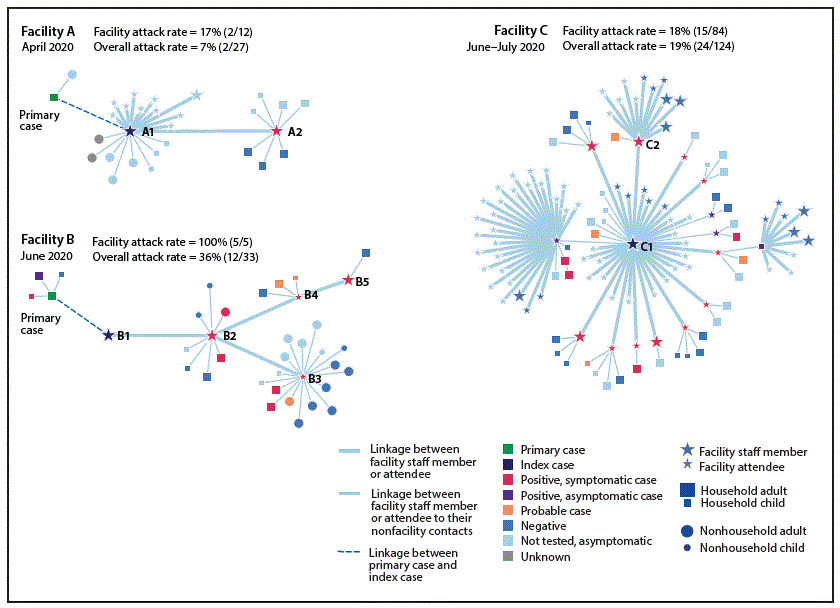 Facility A Facility attack rate = 17% (2/12)
April 2020 Overall attack rate = 7% (2/27)
Primary
case
A1
A2
Facility B Facility attack rate = 100% (5/5)
June 2020 Overall attack rate = 36% (12/33)
Primary
case
B1
B2
B3
B4
B5
Facility C Facility attack rate = 18% (15/84)
June–July 2020 Overall attack rate = 19% (24/124)
C2
C1
Linkage between
facility staff member
or attendee
Linkage between
facility staff member
or attendee to their
nonfacility contacts
Linkage between
primary case and
index case
Primary case
Index case
Positive, symptomatic case
Positive, asymptomatic case
Probable case
Negative
Not tested, asymptomatic
Unknown
Facility staff member
Facility attendee
Household adult
Household child
Nonhousehold adult
Nonhousehold child